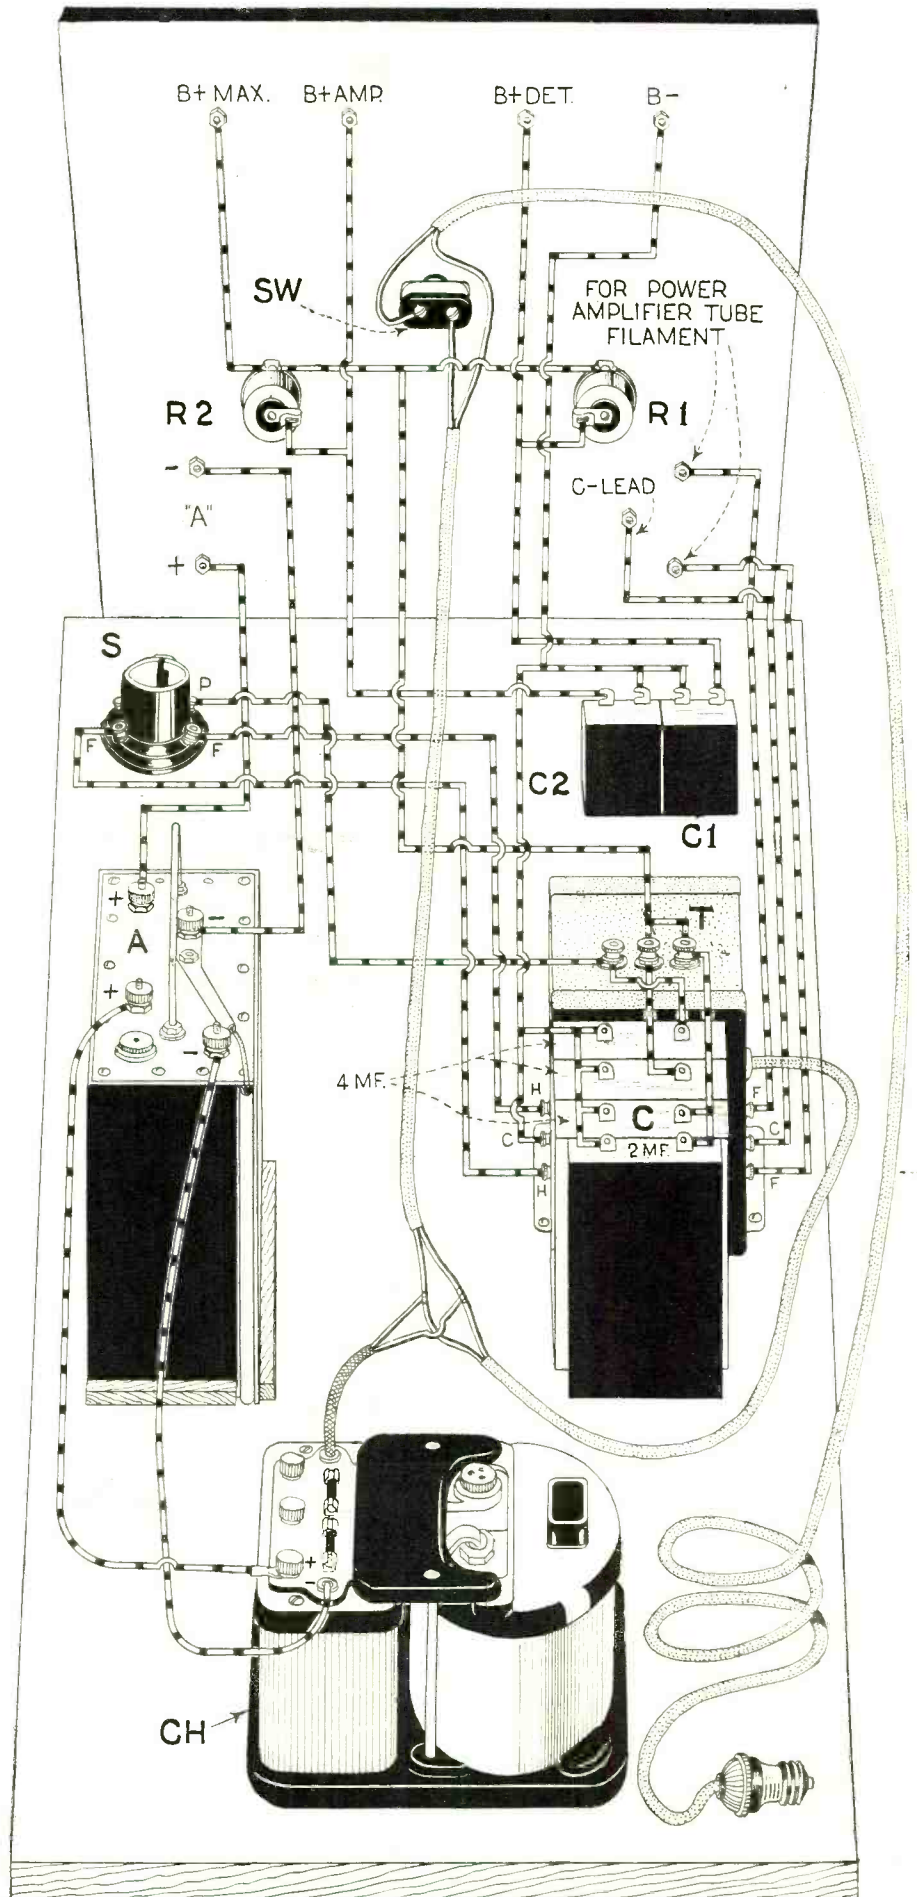 B+MAX.
B+AMP.
B+DET.
B-
SW
FOR POWER
AMPLIFIER TUBE
FILAMENT
R2
R1
-
C-LEAD
"A"
+
S
P
F
F
C2
C1
+
-
T
A
+
-
4 MF.
H
C
F
C
C
2 MF.
H
F
+
-
CH